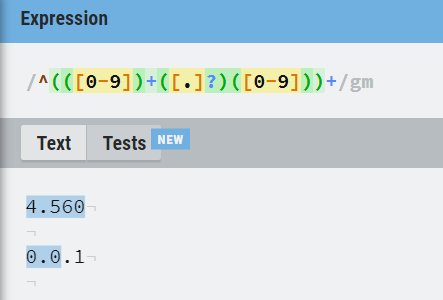 Expression
/^(([0-9])+([.]?)([0-9]))+/gm
Text Tests NEW
4.560¬
¬
0.0.1¬
¬